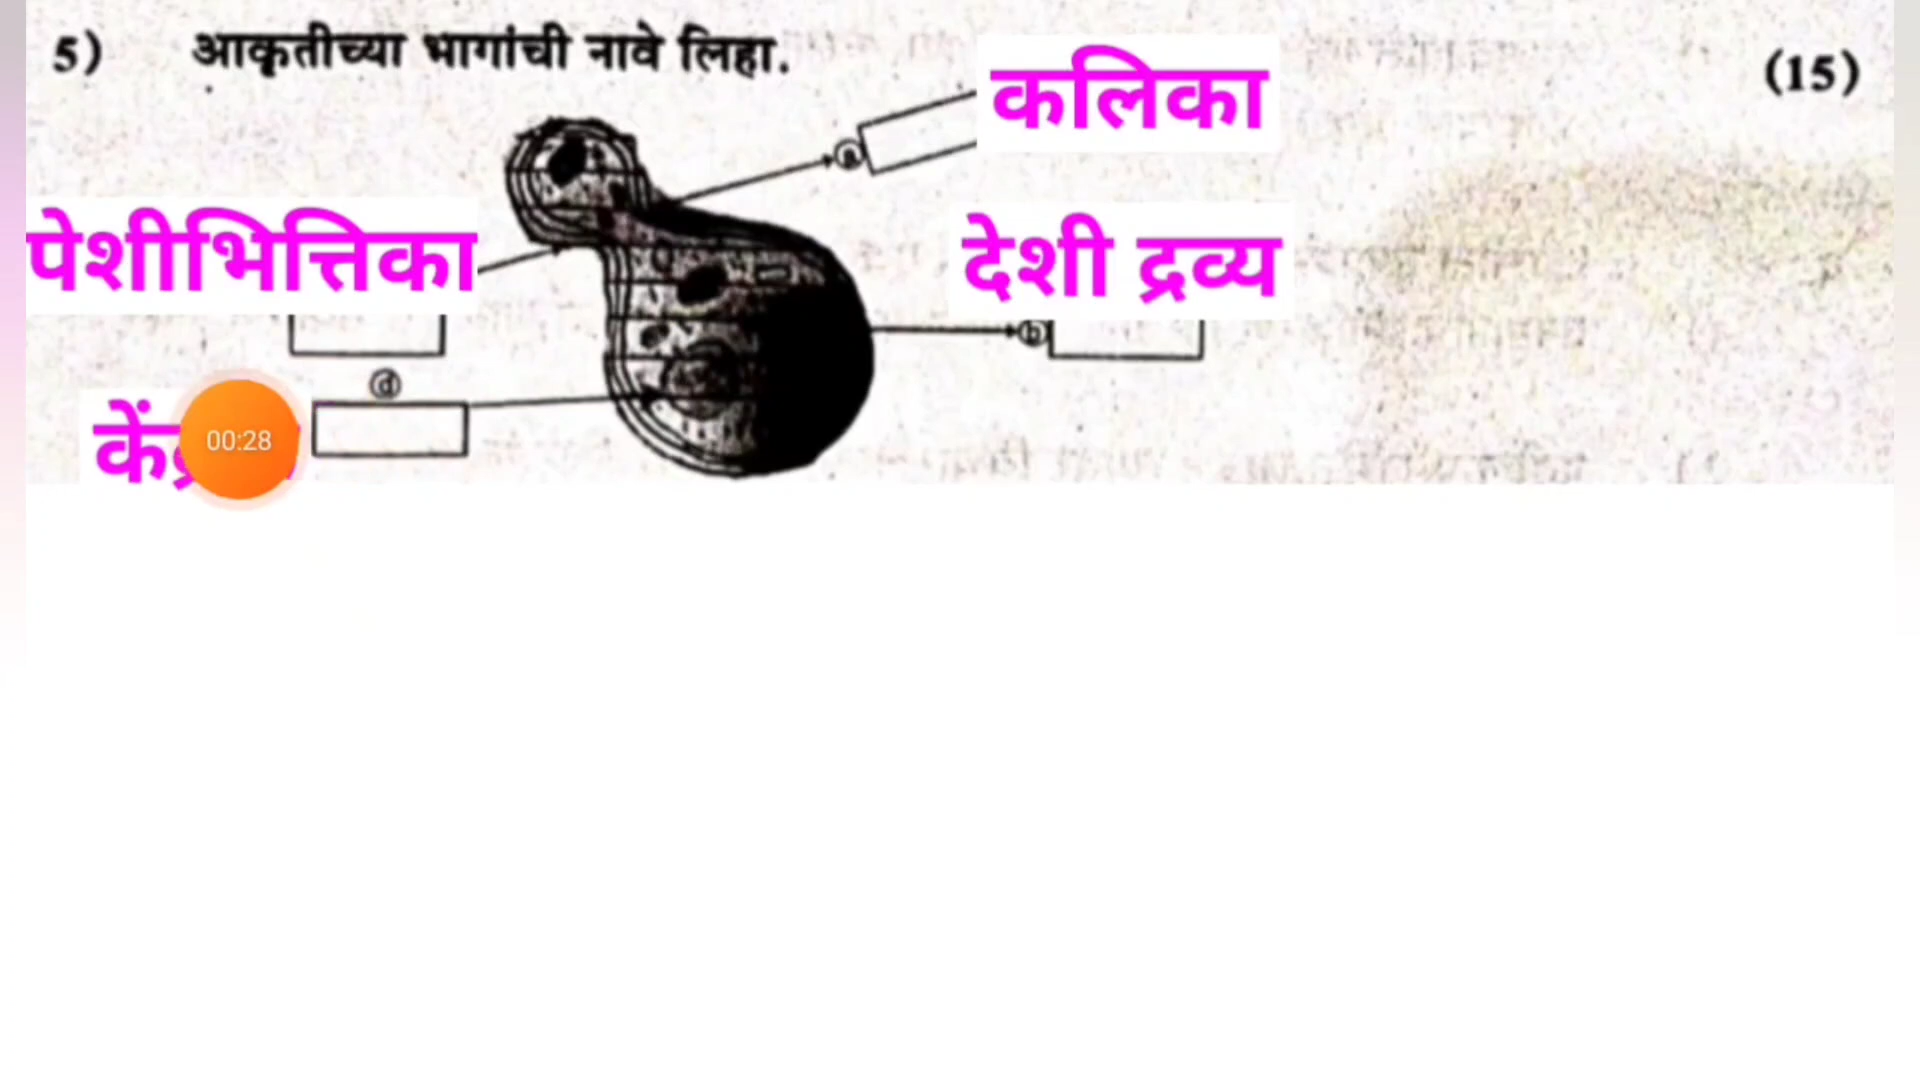 5) आकृतीच्या भागांची नावे लिहा. (15)
कलिका
ⓐ
पेशीभित्तिका
देशी द्रव्य
ⓑ
ⓓ
00:28